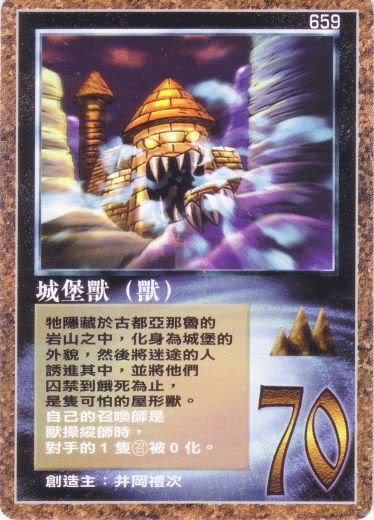 659
城堡獸（獸）
牠隱藏於古都亞那魯的
岩山之中，化身為城堡的
外貌，然後將迷途的人
誘進其中，並將他們
囚禁到餓死為止，
是隻可怕的屋形獸。
自己的召喚師是
獸操縱師時，
對手的1隻㊁被0化。
70
創造主：井岡禮次